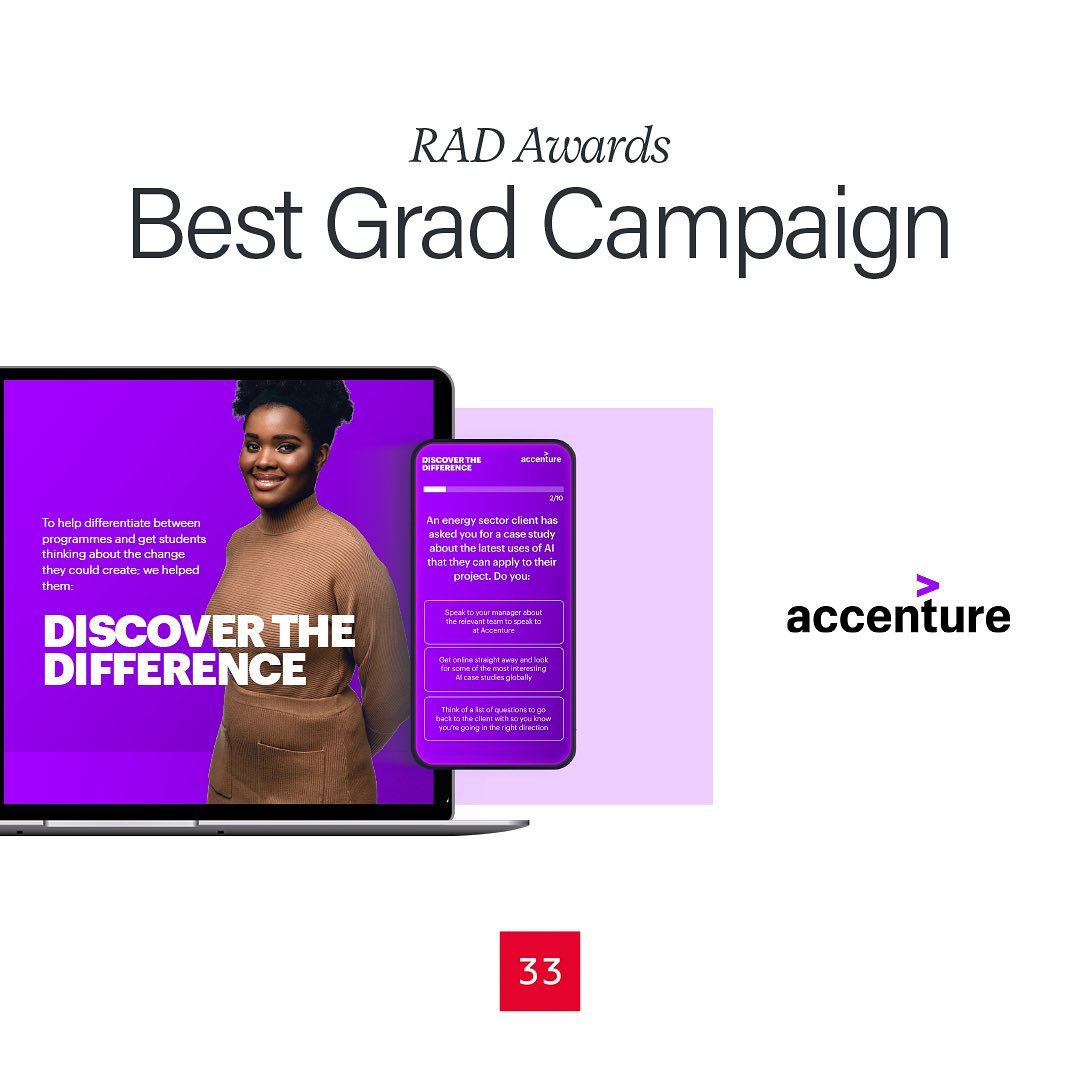 RAD Awards
Best Grad Campaign
To help differentiate between
programmes and get students
thinking about the change
they could create; we helped
them:
DISCOVER THE
DIFFERENCE
DISCOVER THE
DIFFERENCE
accenture
2/10
An energy sector client has
asked you for a case study
about the latest uses of AI
that they can apply to their
project. Do you:
Speak to your manager about
the relevant team to speak to
at Accenture
Get online straight away and look
for some of the most interesting
AI case studies globally
Think of a list of questions to go
back to the client with so you know
you're going in the right direction
>
accenture
33